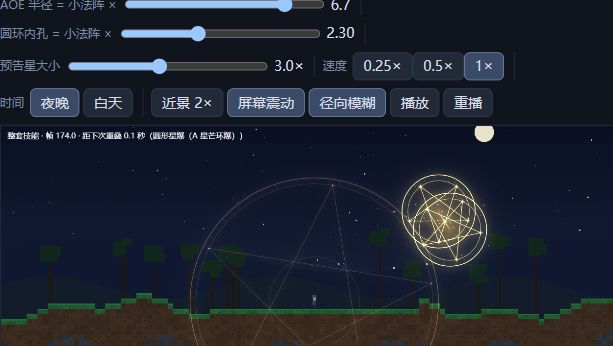 AOE 半径 = 小法阵 × 6.7
圆环内孔 = 小法阵 × 2.30
预告星大小 3.0× 速度 0.25× 0.5× 1×
时间 夜晚 白天 近景 2× 屏幕震动 径向模糊 播放 重播
整套技能 · 帧 174.0 · 距下次重叠 0.1 秒（圆形星爆（A 星芒环爆））